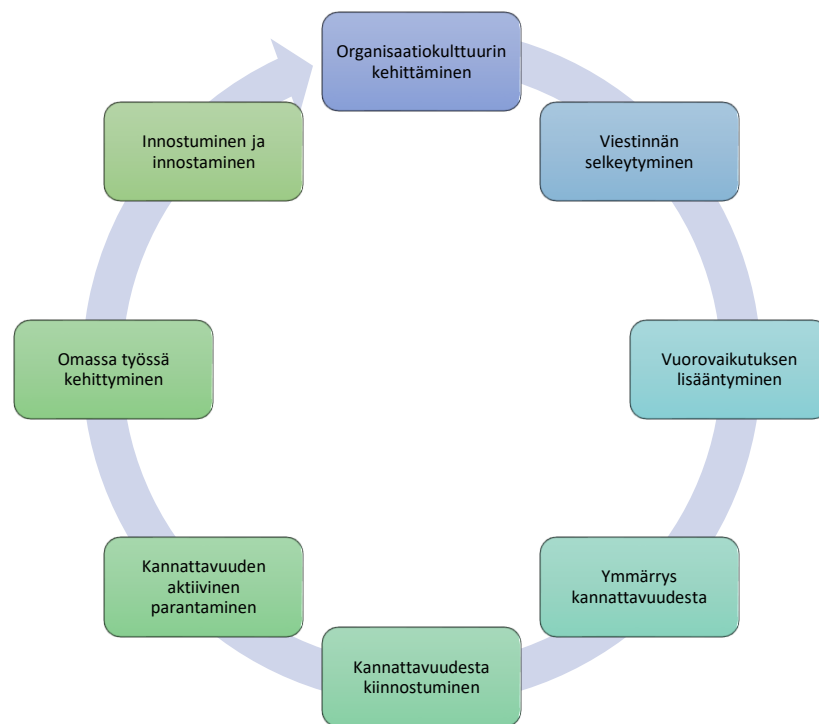 Organisaatiokulttuurin
kehittäminen
Viestinnän
selkeytyminen
Vuorovaikutuksen
lisääntyminen
Ymmärrys
kannattavuudesta
Kannattavuudesta
kiinnostuminen
Kannattavuuden
aktiivinen
parantaminen
Omassa työssä
kehittyminen
Innostuminen ja
innostaminen